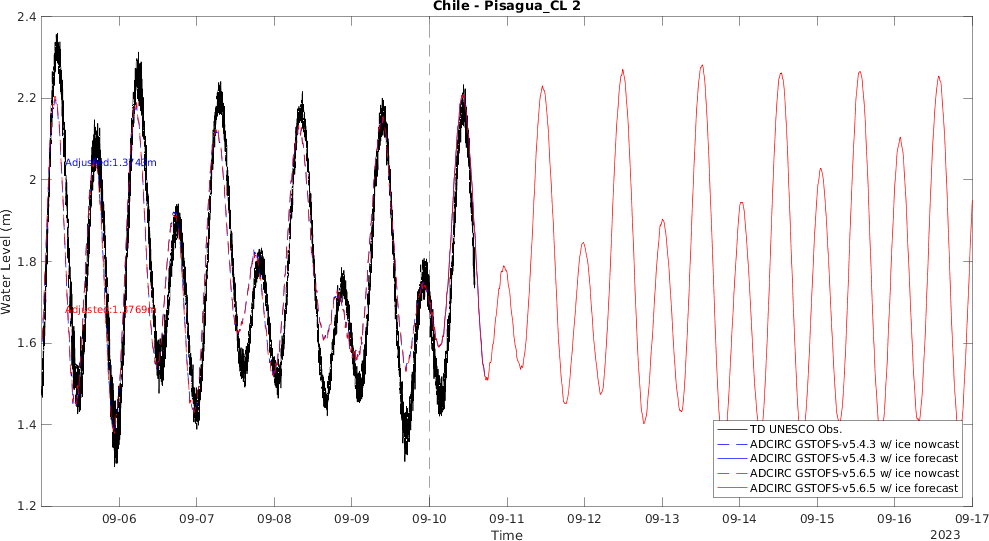 Chile - Pisagua_CL 2
2.4
2.2
2
1.8
1.6
1.4
1.2
Water Level (m)
Adjusted:1.3743m
Adjusted:1.3769m
TD UNESCO Obs.
ADCIRC GSTOFS-v5.4.3 w/ ice nowcast
ADCIRC GSTOFS-v5.4.3 w/ ice forecast
ADCIRC GSTOFS-v5.6.5 w/ ice nowcast
ADCIRC GSTOFS-v5.6.5 w/ ice forecast
09-06 09-07 09-08 09-09 09-10 09-11 09-12 09-13 09-14 09-15 09-16 09-17
Time
2023